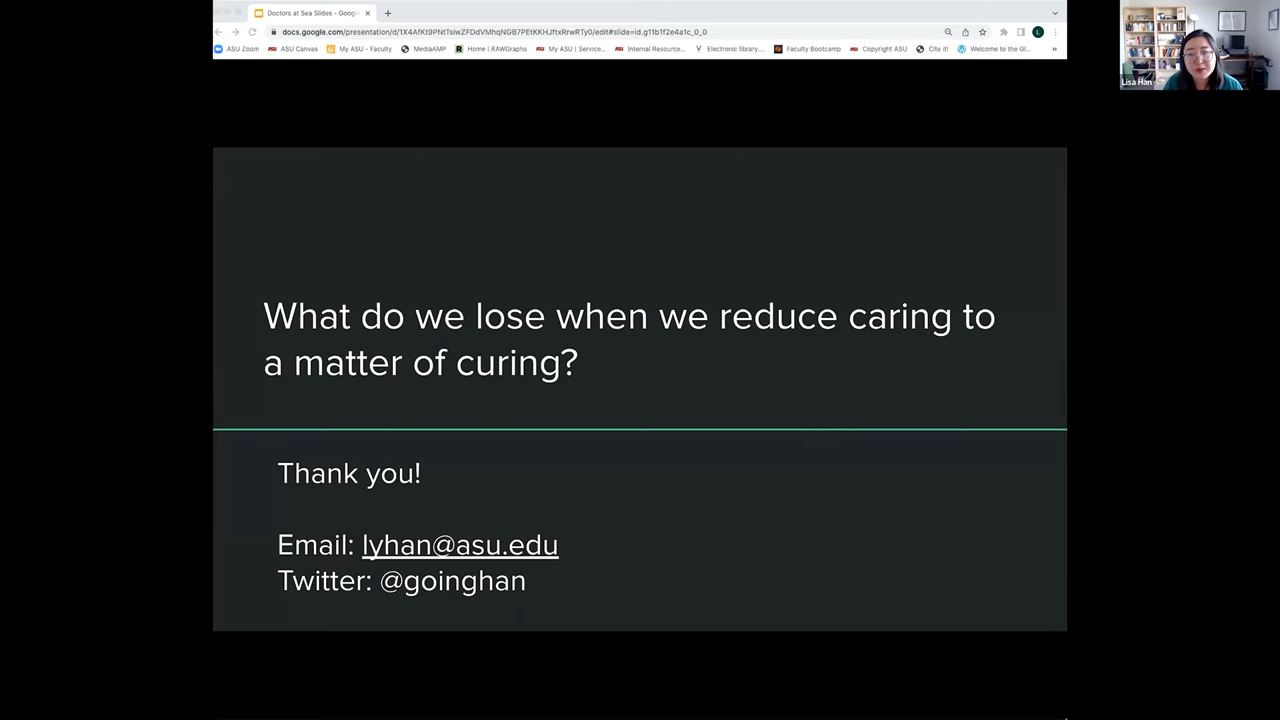 Doctors at Sea Slides - Google
docs.google.com/presentation/d/1X4AfKt9PNtTsiwZFDdVMhqNGB7PEtKKHJftxRrwRTy0/edit#slide=id.g11b1f2e4a1c_0_0
ASU Zoom ASU Canvas My ASU - Faculty MediaAMP Home | RAWGraphs My ASU | Service... Internal Resource... Electronic library.... Faculty Bootcamp Copyright ASU Cite it! Welcome to the GI... »
Lisa Han
What do we lose when we reduce caring to
a matter of curing?
Thank you!
Email: lyhan@asu.edu
Twitter: @goinghan